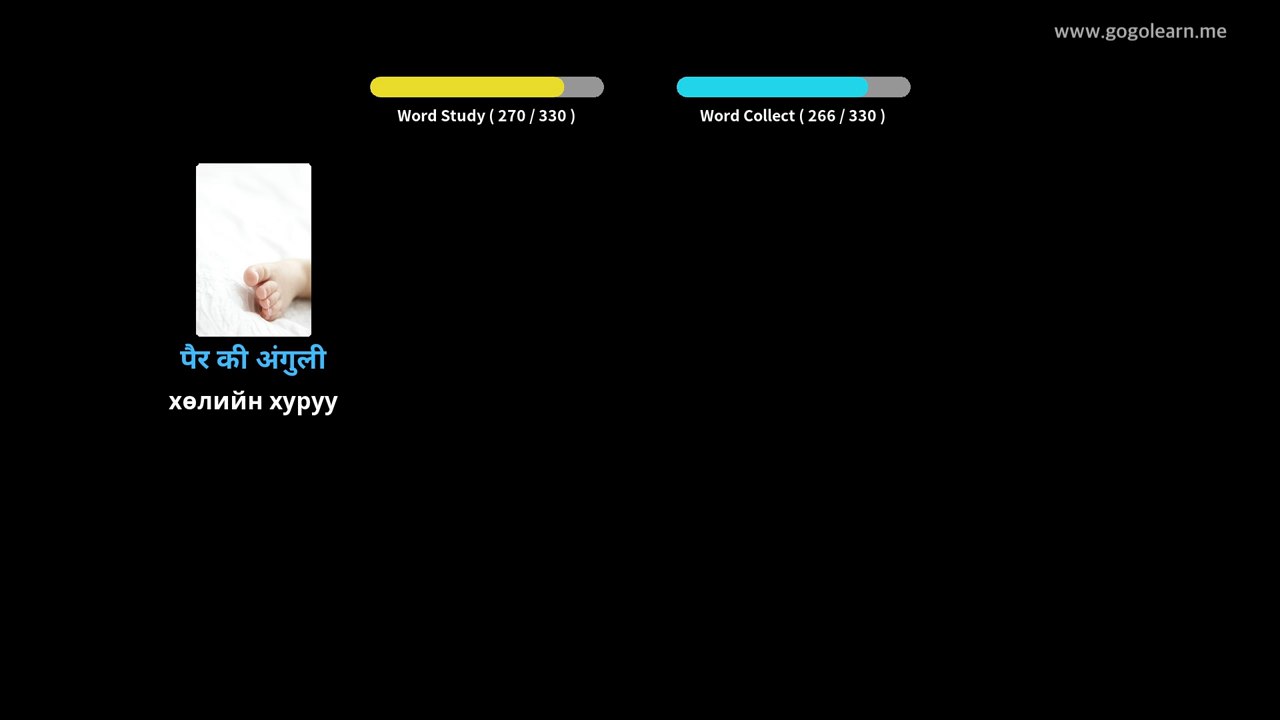 www.gogolearn.me
Word Study ( 270 / 330 )
Word Collect ( 266 / 330 )
पैर की अंगुली
хөлийн хуруу